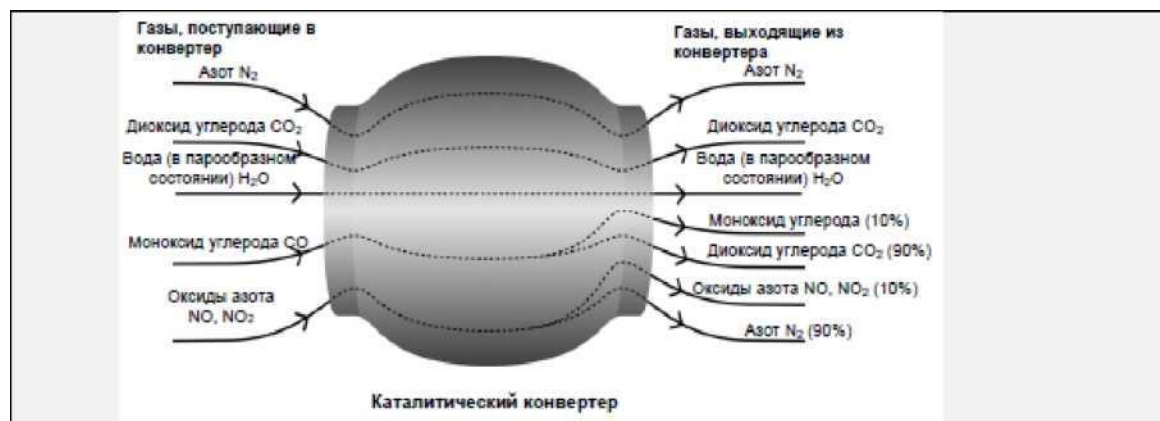 Газы, поступающие в
конвертер
Азот N₂
Диоксид углерода CO₂
Вода (в парообразном
состоянии) H₂O
Моноксид углерода CO
Оксиды азота
NO, NO₂
Газы, выходящие из
конвертера
Азот N₂
Диоксид углерода CO₂
Вода (в парообразном
состоянии) H₂O
Моноксид углерода (10%)
Диоксид углерода CO₂ (90%)
Оксиды азота NO, NO₂ (10%)
Азот N₂ (90%)
Каталитический конвертер